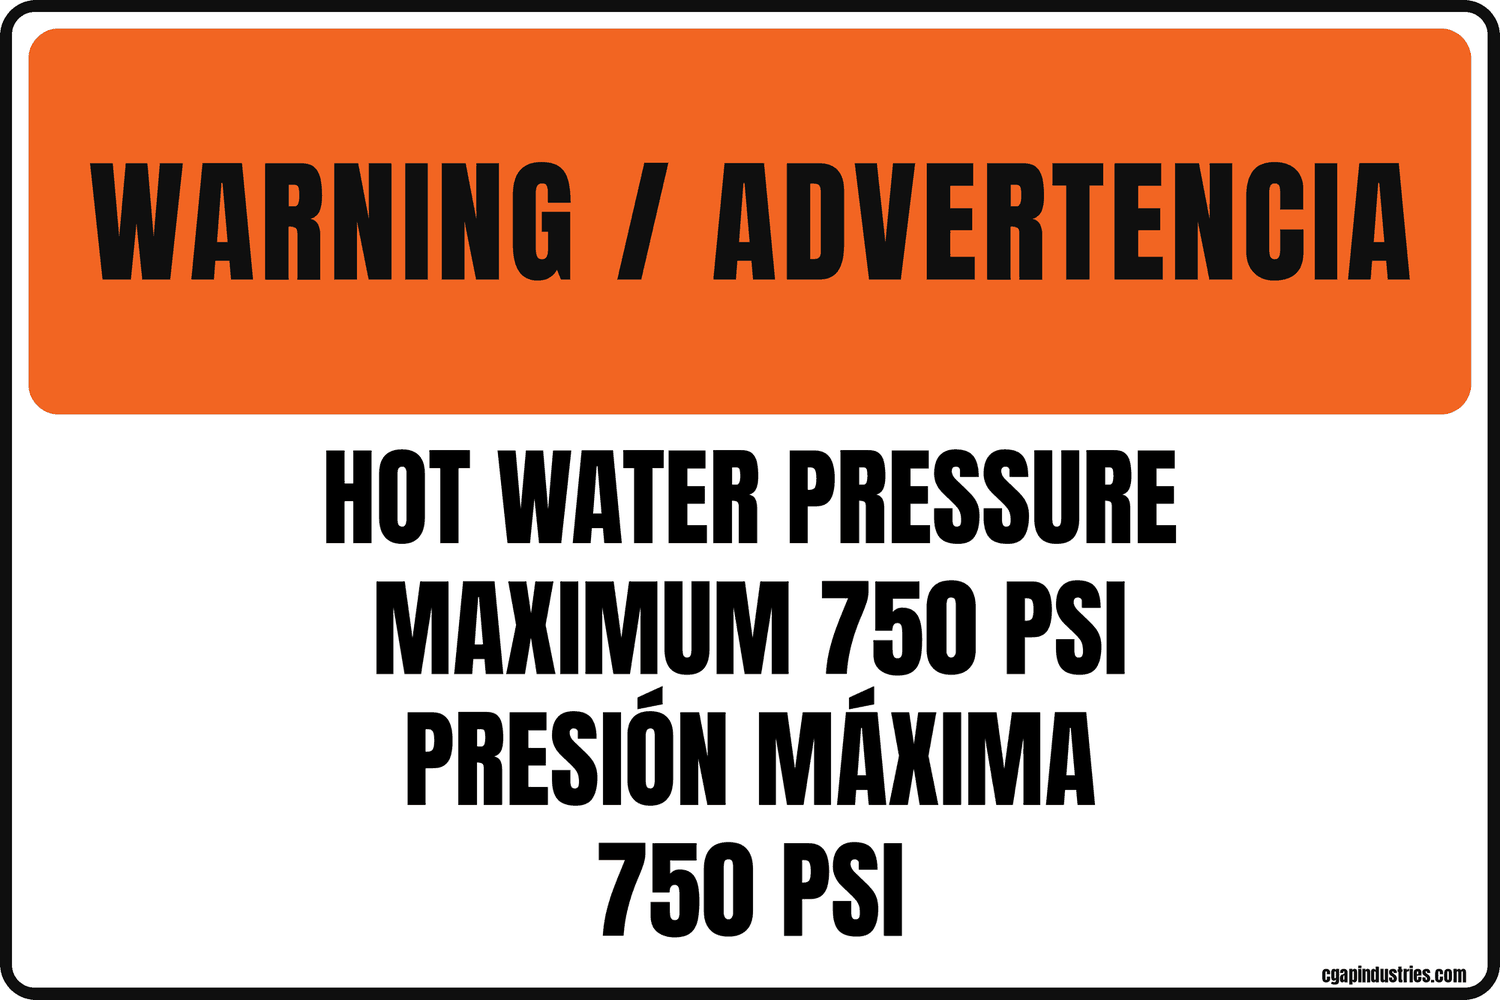 WARNING / ADVERTENCIA
HOT WATER PRESSURE
MAXIMUM 750 PSI
PRESIÓN MÁXIMA
750 PSI
cgapindustries.com